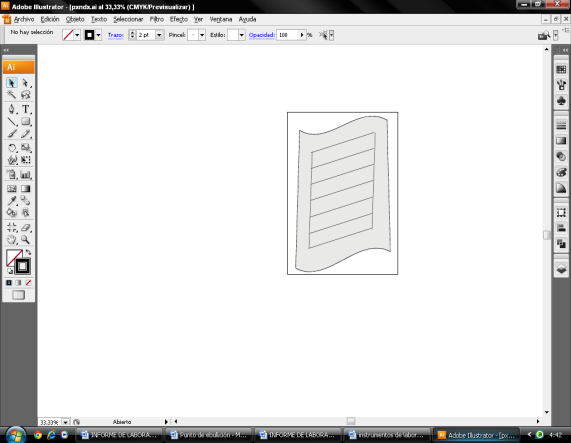 Adobe Illustrator - [pxndx.ai al 33,33% (CMYK/Previsualizar) ]
Archivo Edición Objeto Texto Seleccionar Filtro Efecto Ver Ventana Ayuda
No hay selección Trazo: 2 pt Pincel: Estilo: Opacidad: 100 %
Ai
33,33% Abierto
INFORME DE LABORA... Punto de ebullición - M... INFORME DE LABORA... instrumentos de labor... Adobe Illustrator - [px... 4:42